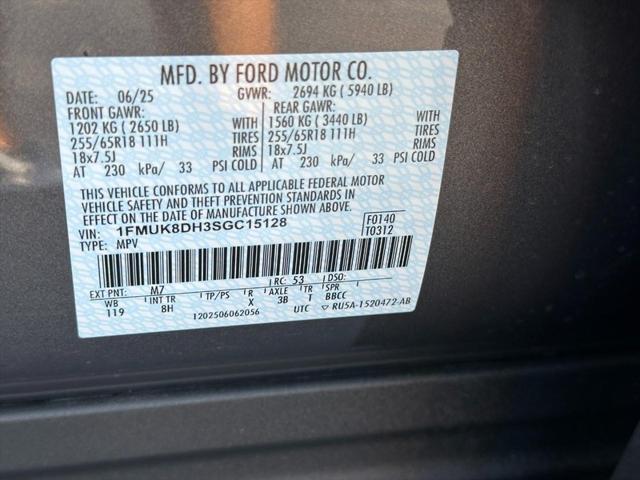 MFD. BY FORD MOTOR CO.
DATE: 06/25 GVWR: 2694 KG ( 5940 LB)
FRONT GAWR: REAR GAWR:
1202 KG ( 2650 LB) 1560 KG ( 3440 LB)
255/65R18 111H TIRES 255/65R18 111H TIRES
18x7.5J RIMS 18x7.5J RIMS
AT 230 kPa/ 33 PSI COLD AT 230 kPa/ 33 PSI COLD
THIS VEHICLE CONFORMS TO ALL APPLICABLE FEDERAL MOTOR
VEHICLE SAFETY AND THEFT PREVENTION STANDARDS IN
EFFECT ON THE DATE OF MANUFACTURE SHOWN ABOVE.
VIN: 1FMUK8DH3SGC15128 F0140
TYPE: MPV T0312
EXT PNT: M7 RC: 53 DSO:
WB INT TR TP/PS R AXLE TR SPR
119 8H X 3B T BBCC
1202506062056 UTC RU5A-1520472-AB